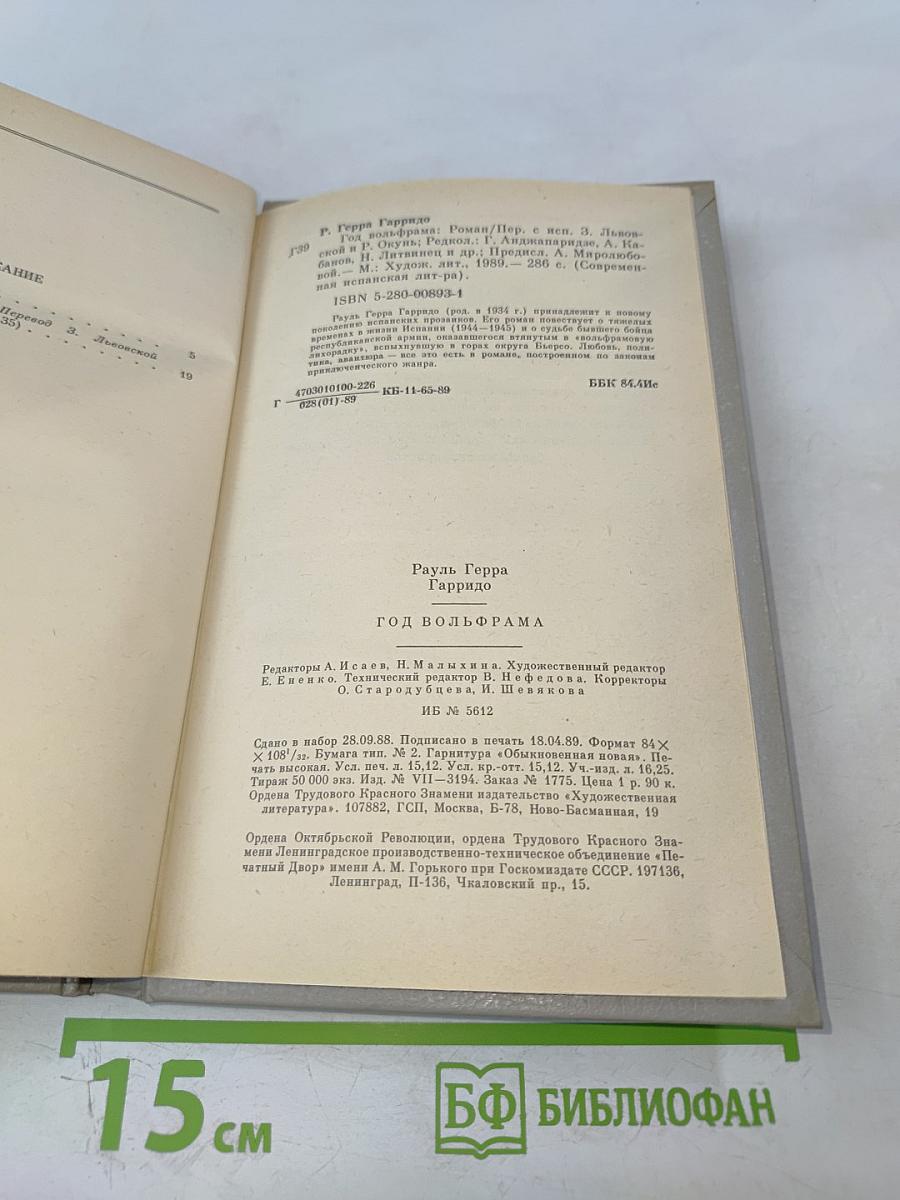 АНИЕ
Перевод З. Львовской
35)
5
19
Р. Герра Гарридо
Г39
Год вольфрама: Роман/Пер. с исп. З. Львов-
ской и Р. Окунь; Редкол.: Г. Анджапаридзе, А. Ка-
банов, Н. Литвинец и др.; Предисл. А. Миролюбо-
вой.— М.: Худож. лит., 1989.— 286 с. (Современ-
ная испанская лит-ра).
ISBN 5-280-00893-1
Рауль Герра Гарридо (род. в 1934 г.) принадлежит к новому
поколению испанских прозаиков. Его роман повествует о тяжелых
временах в жизни Испании (1944—1945) и о судьбе бывшего бойца
республиканской армии, оказавшегося втянутым в «вольфрамовую
лихорадку», вспыхнувшую в горах округа Бьерсо. Любовь, поли-
тика, авантюра — все это есть в романе, построенном по законам
приключенческого жанра.
Г 4703010100-226 КБ-11-65-89
028(01)-89
ББК 84.4Ис
Рауль Герра
Гарридо
ГОД ВОЛЬФРАМА
Редакторы А. Исаев, Н. Малыхина. Художественный редактор
Е. Ененко. Технический редактор В. Нефедова. Корректоры
О. Стародубцева, И. Шевякова
ИБ № 5612
Сдано в набор 28.09.88. Подписано в печать 18.04.89. Формат 84×
×108¹/₃₂. Бумага тип. № 2. Гарнитура «Обыкновенная новая». Пе-
чать высокая. Усл. печ. л. 15,12. Усл. кр.-отт. 15,12. Уч.-изд. л. 16,25.
Тираж 50 000 экз. Изд. № VII—3194. Заказ № 1775. Цена 1 р. 90 к.
Ордена Трудового Красного Знамени издательство «Художественная
литература». 107882, ГСП, Москва, Б-78, Ново-Басманная, 19
Ордена Октябрьской Революции, ордена Трудового Красного Зна-
мени Ленинградское производственно-техническое объединение «Пе-
чатный Двор» имени А. М. Горького при Госкомиздате СССР. 197136,
Ленинград, П-136, Чкаловский пр., 15.
15 см
БФ БИБЛИОФАН